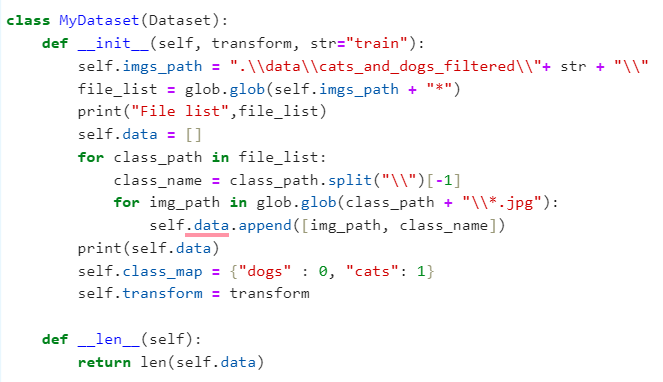 class MyDataset(Dataset):
    def __init__(self, transform, str="train"):
        self.imgs_path = ".\\data\\cats_and_dogs_filtered\\"+ str + "\\"
        file_list = glob.glob(self.imgs_path + "*")
        print("File list",file_list)
        self.data = []
        for class_path in file_list:
            class_name = class_path.split("\\")[-1]
            for img_path in glob.glob(class_path + "\\*.jpg"):
                self.data.append([img_path, class_name])
        print(self.data)
        self.class_map = {"dogs" : 0, "cats": 1}
        self.transform = transform

    def __len__(self):
        return len(self.data)